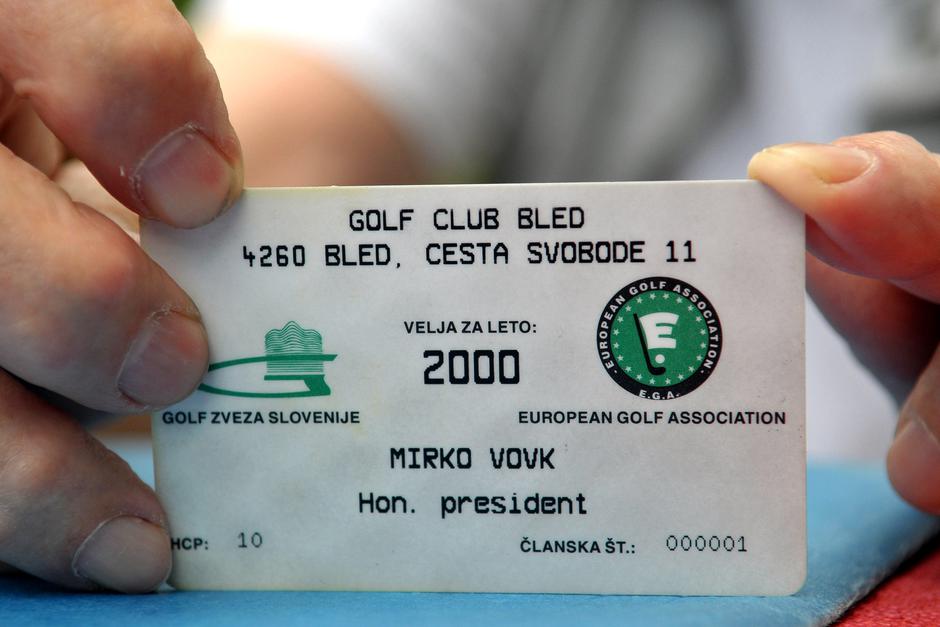 GOLF CLUB BLED
4260 BLED, CESTA SVOBODE 11
VELJA ZA LETO:
2000
EUROPEAN GOLF ASSOCIATION
E
E.G.A.
GOLF ZVEZA SLOVENIJE
EUROPEAN GOLF ASSOCIATION
MIRKO VOVK
Hon. president
HCP: 10
ČLANSKA ŠT.: 000001